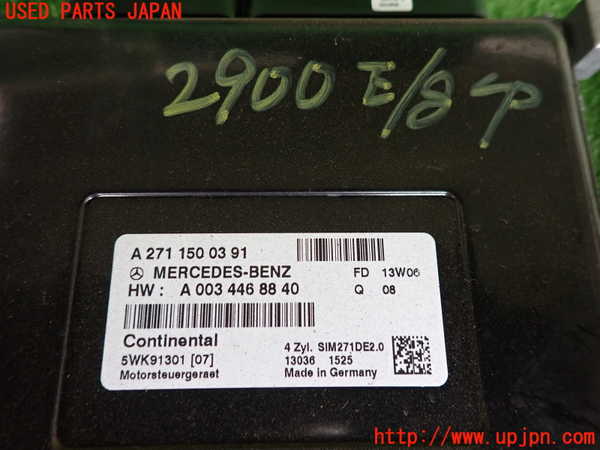 USED PARTS JAPAN
2900 E/gcp
A 271 150 03 91
MERCEDES-BENZ FD 13W06
HW : A 003 446 88 40 Q 08
Continental
5WK91301 [07] 4 Zyl. SIM271DE2.0
13036 1525
Motorsteuergeraet Made in Germany
http://www.upjpn.com/